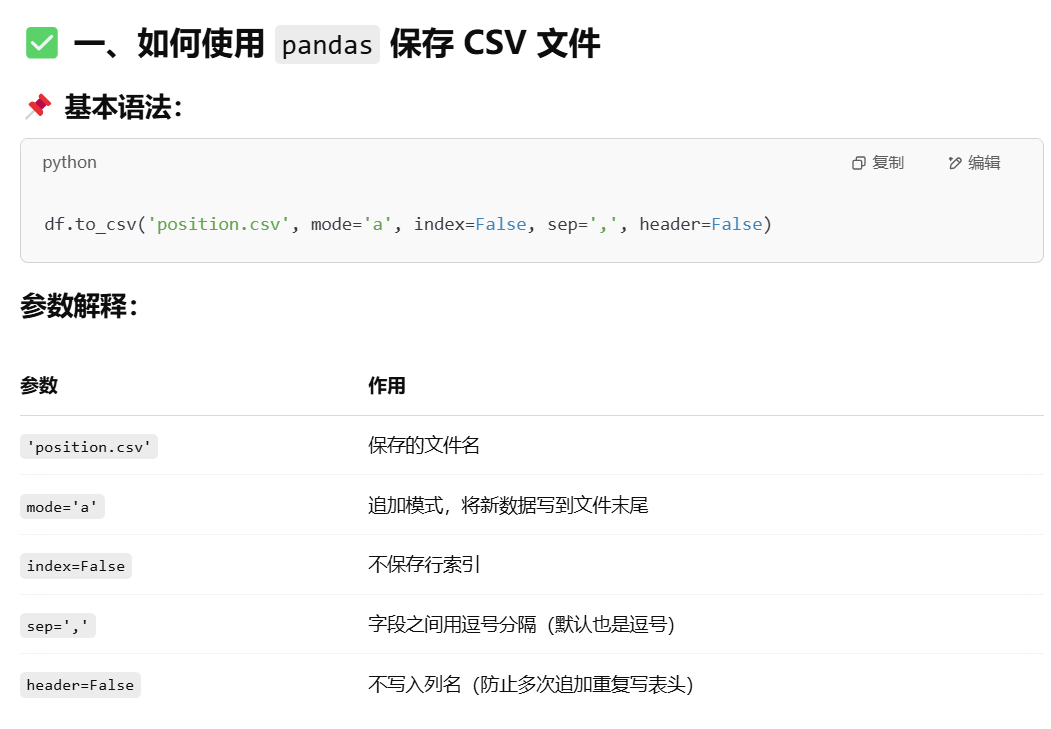 ✅ 一、如何使用 pandas 保存 CSV 文件
📌 基本语法：
python 复制 编辑
df.to_csv('position.csv', mode='a', index=False, sep=',', header=False)
参数解释：
参数 作用
'position.csv' 保存的文件名
mode='a' 追加模式，将新数据写到文件末尾
index=False 不保存行索引
sep=',' 字段之间用逗号分隔（默认也是逗号）
header=False 不写入列名（防止多次追加重复写表头）